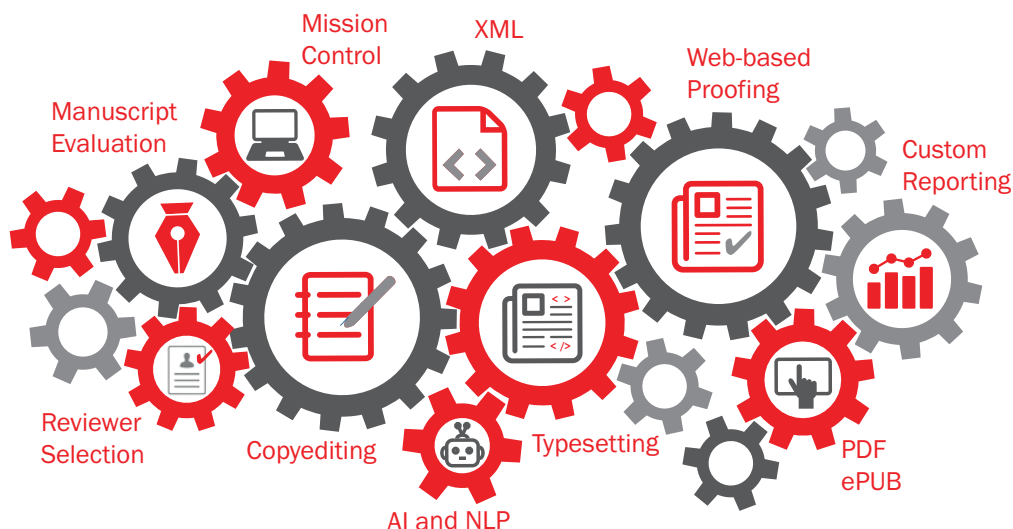 Mission
Control
XML
Web-based
Proofing
Manuscript
Evaluation
Custom
Reporting
< >
</>
Reviewer
Selection
Copyediting
Typesetting
PDF
ePUB
AI and NLP